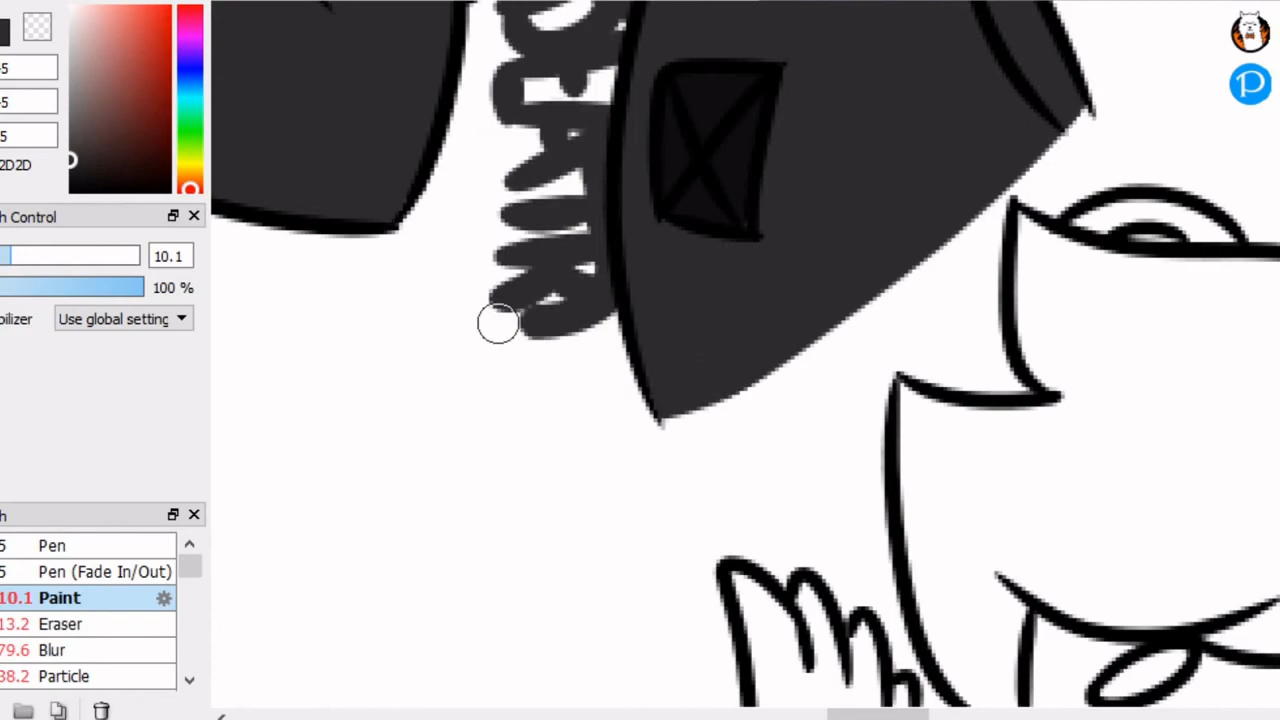 -5
-5
5
2D2D
h Control
10.1
100 %
bilizer Use global setting
h
5 Pen
5 Pen (Fade In/Out)
10.1 Paint
13.2 Eraser
79.6 Blur
38.2 Particle
P